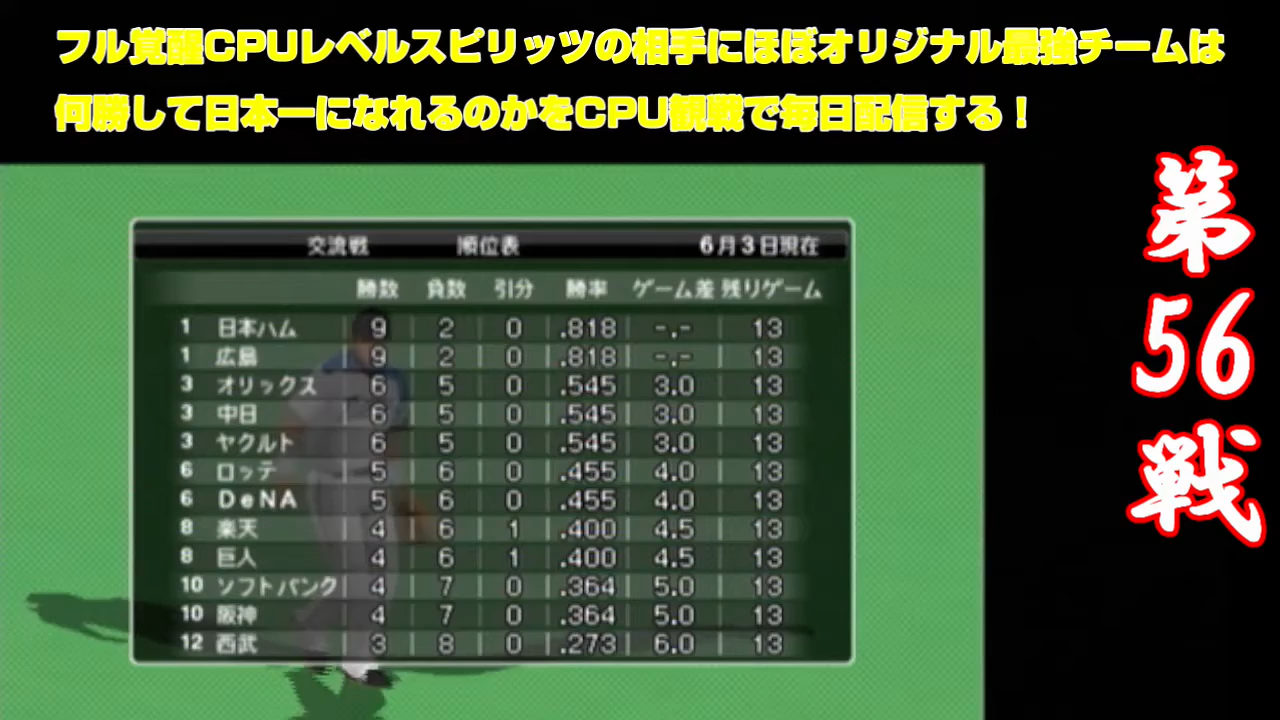 フル覚醒CPUレベルスピリッツの相手にほぼオリジナル最強チームは
何勝して日本一になれるのかをCPU観戦で毎日配信する！
第56戦
交流戦 順位表 6月3日現在
勝数 負数 引分 勝率 ゲーム差 残りゲーム
1 日本ハム 9 2 0 .818 -.- 13
1 広島 9 2 0 .818 -.- 13
3 オリックス 6 5 0 .545 3.0 13
3 中日 6 5 0 .545 3.0 13
3 ヤクルト 6 5 0 .545 3.0 13
6 ロッテ 5 6 0 .455 4.0 13
6 DeNA 5 6 0 .455 4.0 13
8 楽天 4 6 1 .400 4.5 13
8 巨人 4 6 1 .400 4.5 13
10 ソフトバンク 4 7 0 .364 5.0 13
10 阪神 4 7 0 .364 5.0 13
12 西武 3 8 0 .273 6.0 13